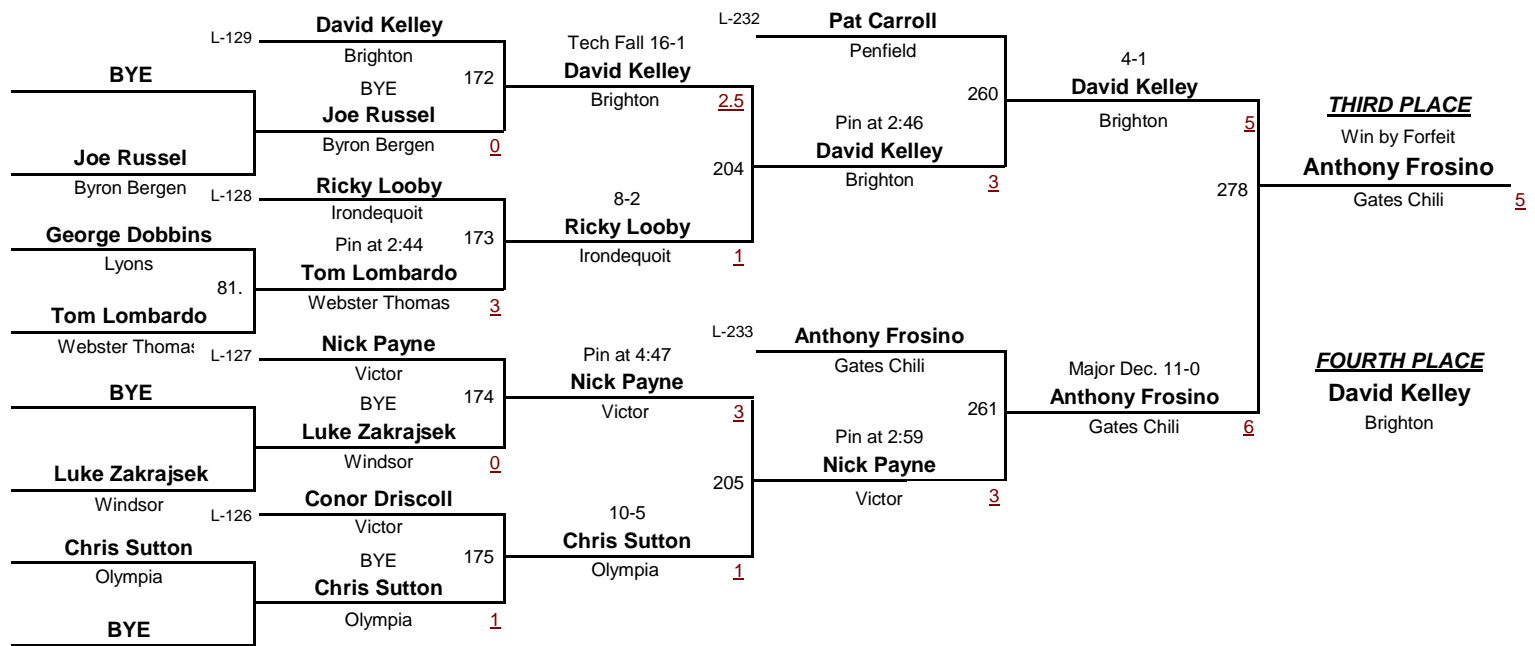 L-129
David Kelley
Brighton
BYE
BYE
172
Joe Russel
Byron Bergen
0
Joe Russel
Byron Bergen
L-128
Ricky Looby
Irondequoit
George Dobbins
Lyons
Pin at 2:44
173
81.
Tom Lombardo
Webster Thomas
3
Tom Lombardo
Webster Thomas
L-127
Nick Payne
Victor
BYE
BYE
174
Luke Zakrajsek
Windsor
0
Luke Zakrajsek
Windsor
L-126
Conor Driscoll
Victor
Chris Sutton
Olympia
BYE
175
Chris Sutton
Olympia
1
BYE
Tech Fall 16-1
David Kelley
Brighton
2.5
204
8-2
Ricky Looby
Irondequoit
1
Pin at 4:47
Nick Payne
Victor
3
205
10-5
Chris Sutton
Olympia
1
L-232
Pat Carroll
Penfield
260
Pin at 2:46
David Kelley
Brighton
3
L-233
Anthony Frosino
Gates Chili
261
Pin at 2:59
Nick Payne
Victor
3
4-1
David Kelley
Brighton
5
278
Major Dec. 11-0
Anthony Frosino
Gates Chili
6
THIRD PLACE
Win by Forfeit
Anthony Frosino
Gates Chili
5
FOURTH PLACE
David Kelley
Brighton